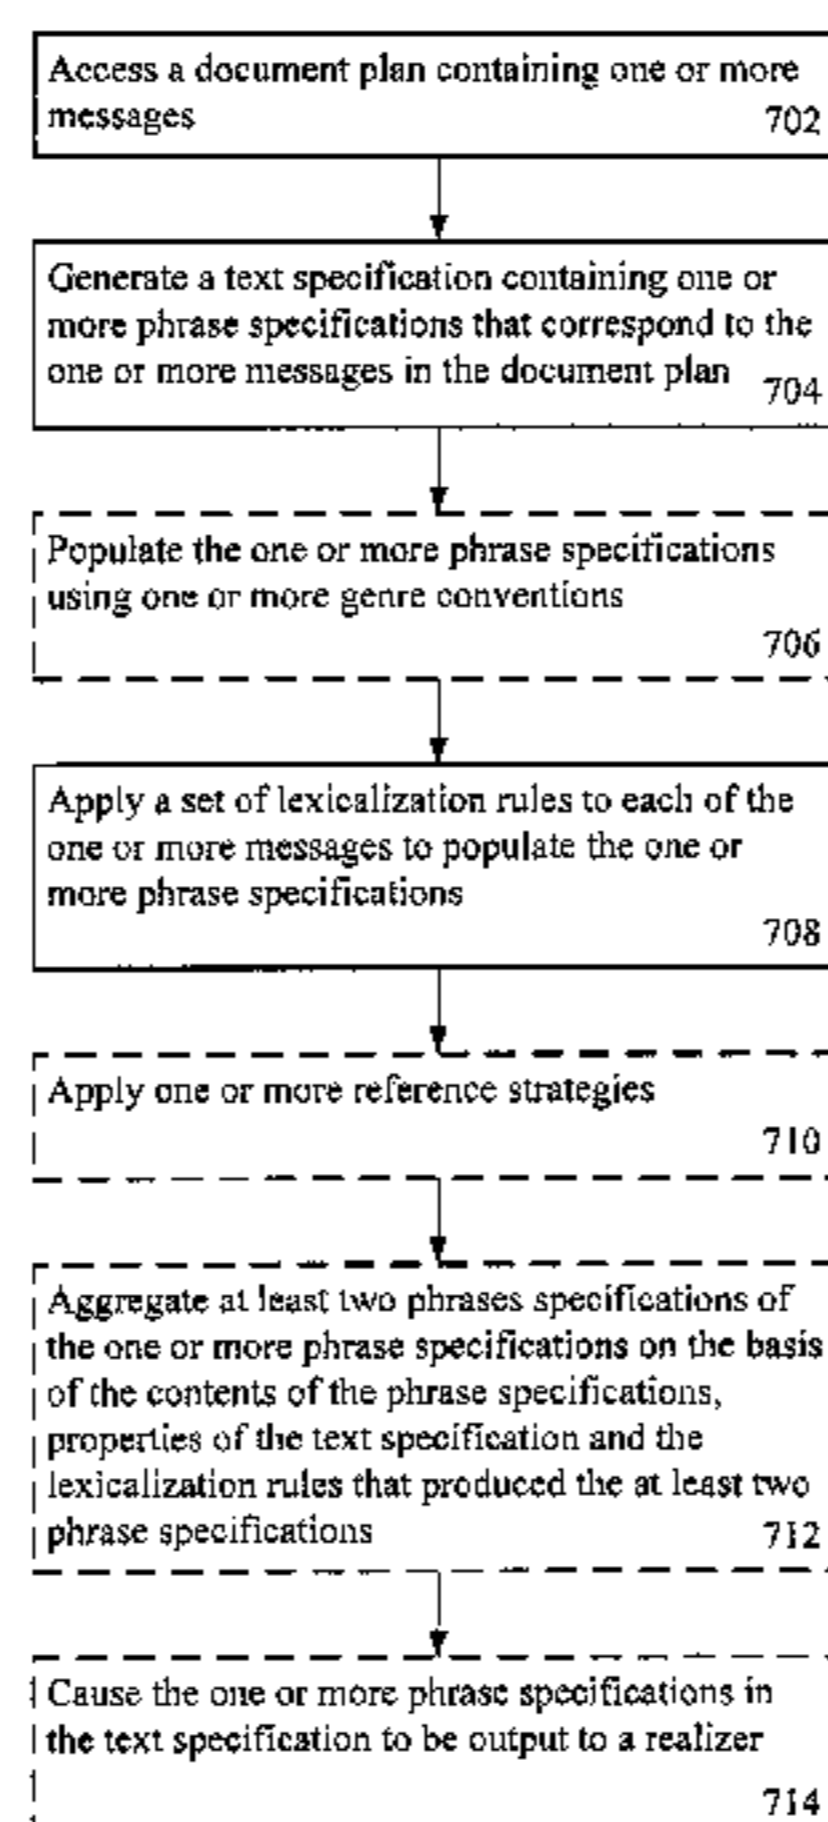 Access a document plan containing one or more
messages
702
Generate a text specification containing one or
more phrase specifications that correspond to the
one or more messages in the document plan
704
Populate the one or more phrase specifications
using one or more genre conventions
706
Apply a set of lexicalization rules to each of the
one or more messages to populate the one or
more phrase specifications
708
Apply one or more reference strategies
710
Aggregate at least two phrases specifications of
the one or more phrase specifications on the basis
of the contents of the phrase specifications,
properties of the text specification and the
lexicalization rules that produced the at least two
phrase specifications
712
Cause the one or more phrase specifications in
the text specification to be output to a realizer
714